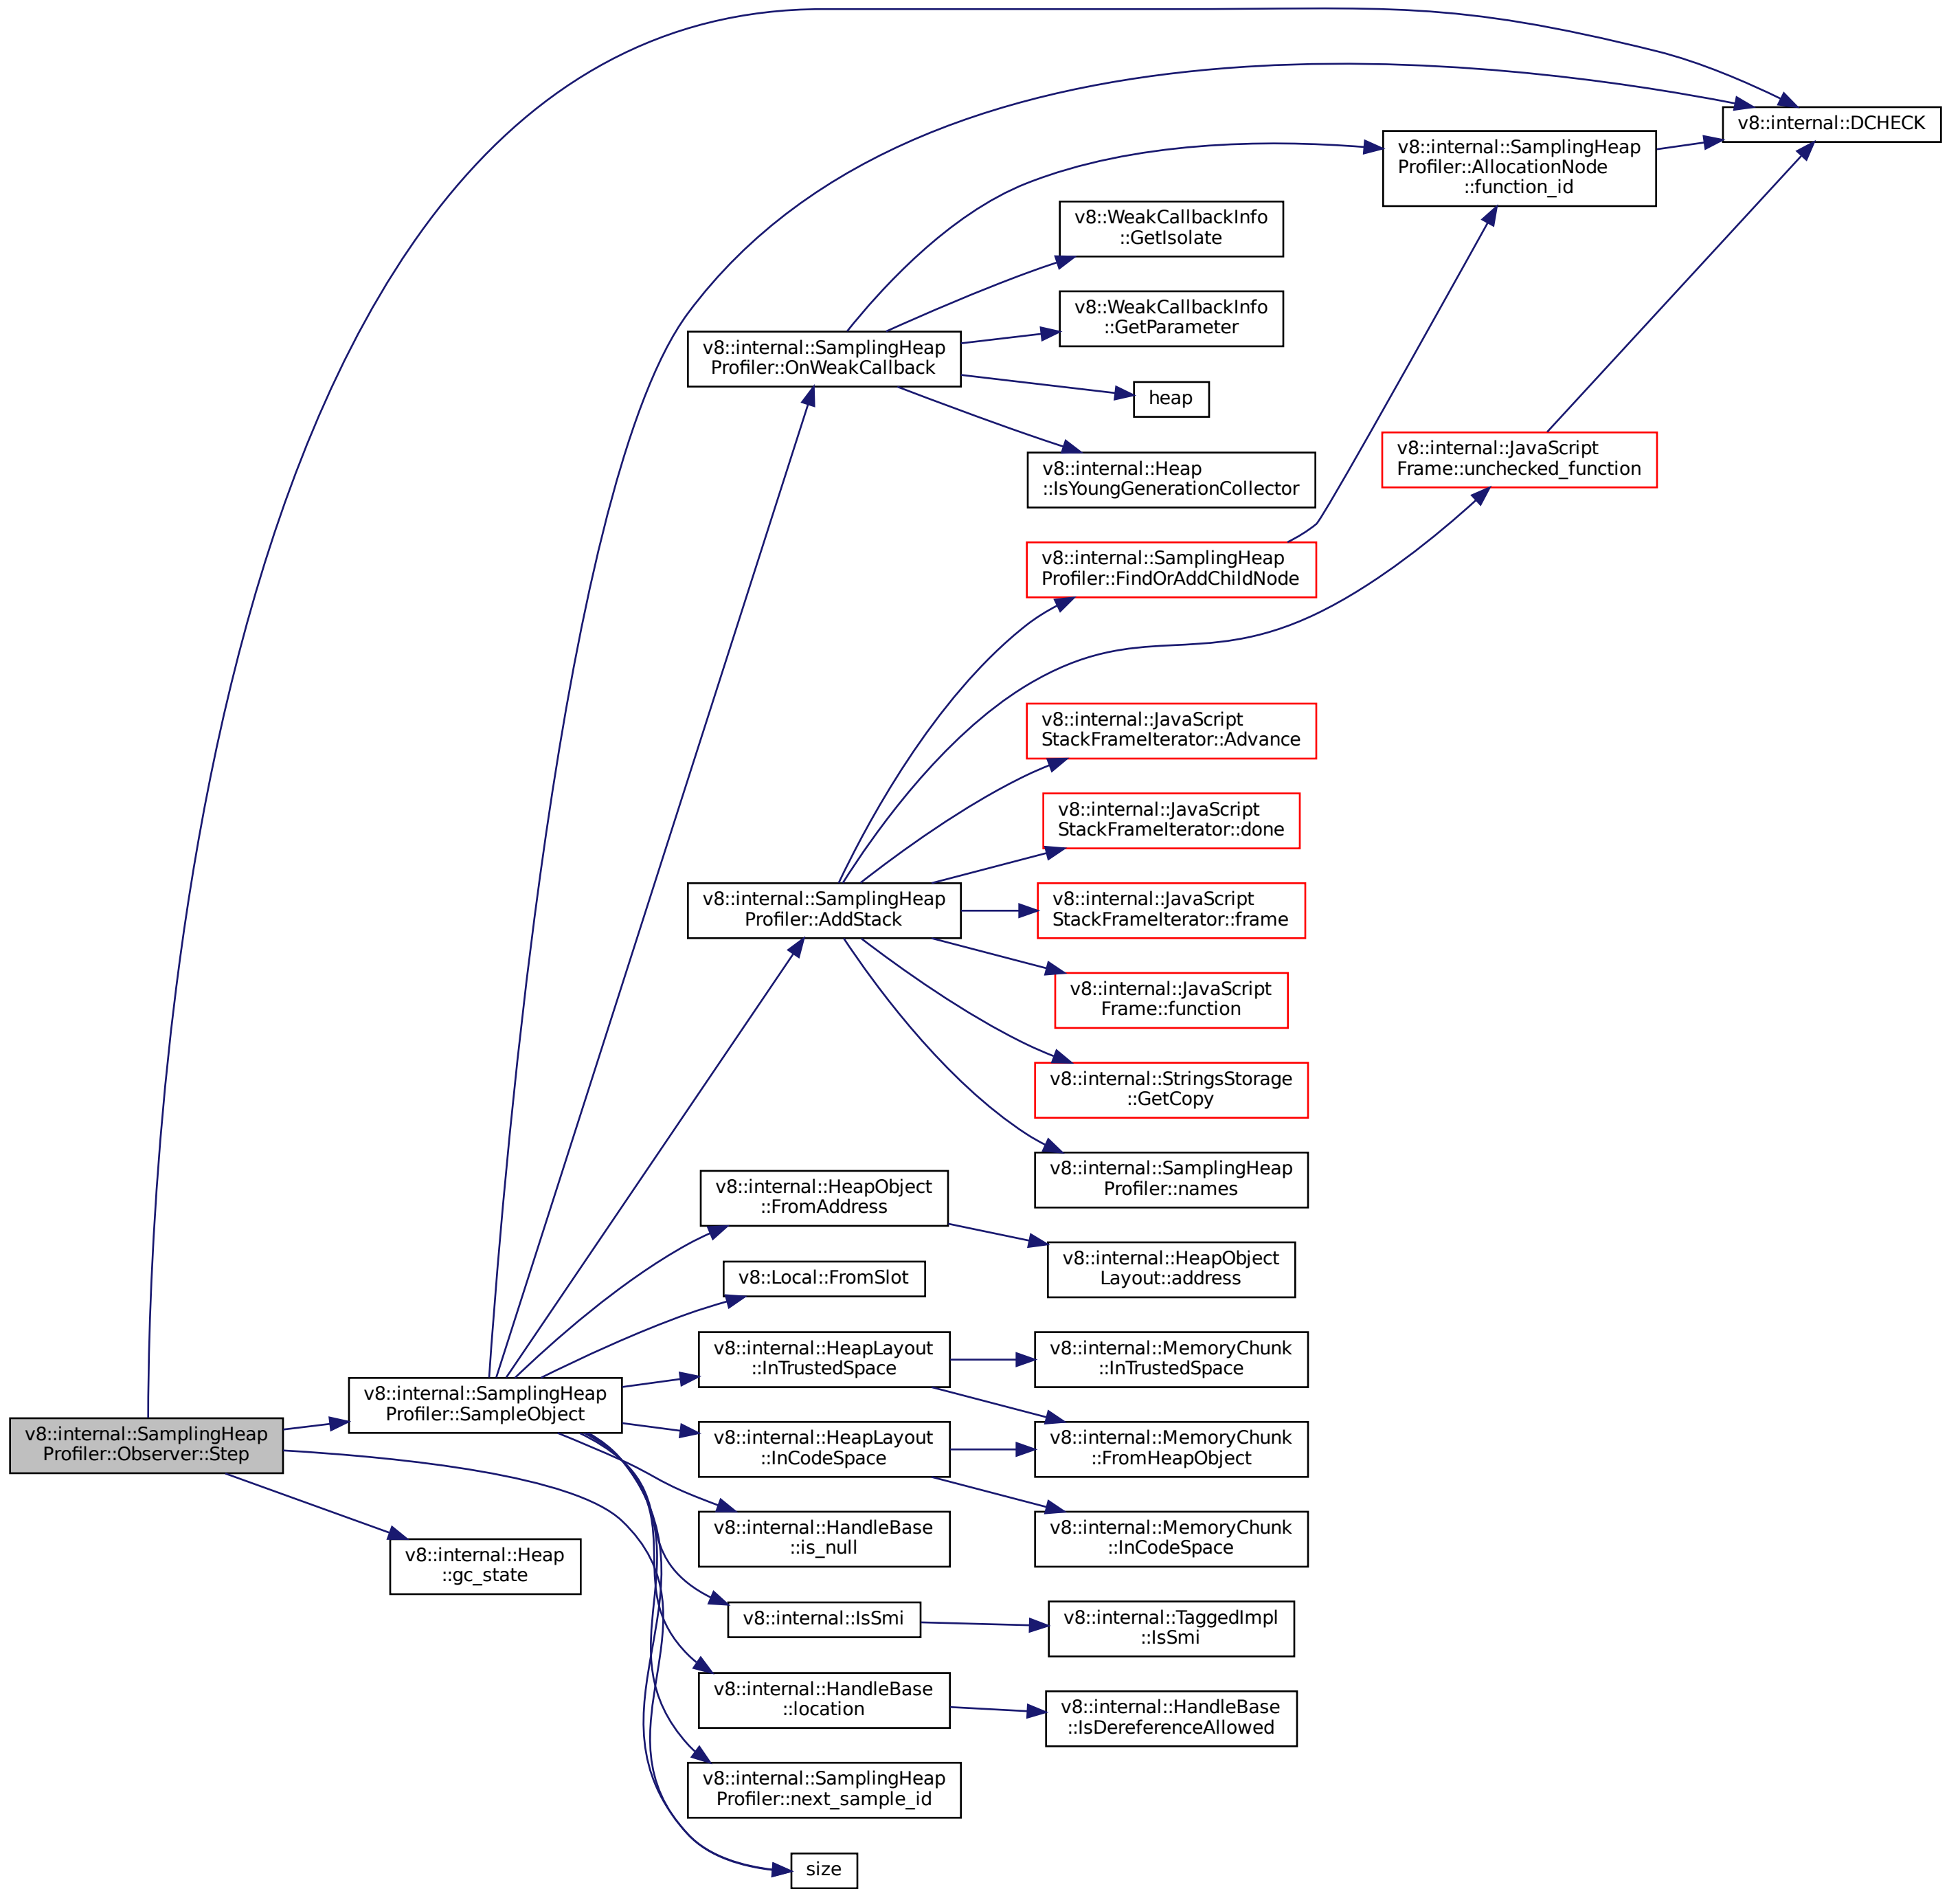 v8::internal::DCHECK
v8::internal::SamplingHeap
Profiler::AllocationNode
::function_id
v8::WeakCallbackInfo
::GetIsolate
v8::WeakCallbackInfo
::GetParameter
v8::internal::SamplingHeap
Profiler::OnWeakCallback
heap
v8::internal::Heap
::IsYoungGenerationCollector
v8::internal::JavaScript
Frame::unchecked_function
v8::internal::SamplingHeap
Profiler::FindOrAddChildNode
v8::internal::JavaScript
StackFrameIterator::Advance
v8::internal::JavaScript
StackFrameIterator::done
v8::internal::SamplingHeap
Profiler::AddStack
v8::internal::JavaScript
StackFrameIterator::frame
v8::internal::JavaScript
Frame::function
v8::internal::StringsStorage
::GetCopy
v8::internal::SamplingHeap
Profiler::names
v8::internal::HeapObject
::FromAddress
v8::internal::HeapObject
Layout::address
v8::Local::FromSlot
v8::internal::HeapLayout
::InTrustedSpace
v8::internal::MemoryChunk
::InTrustedSpace
v8::internal::SamplingHeap
Profiler::SampleObject
v8::internal::SamplingHeap
Profiler::Observer::Step
v8::internal::HeapLayout
::InCodeSpace
v8::internal::MemoryChunk
::FromHeapObject
v8::internal::HandleBase
::is_null
v8::internal::MemoryChunk
::InCodeSpace
v8::internal::Heap
::gc_state
v8::internal::IsSmi
v8::internal::TaggedImpl
::IsSmi
v8::internal::HandleBase
::location
v8::internal::HandleBase
::IsDereferenceAllowed
v8::internal::SamplingHeap
Profiler::next_sample_id
size